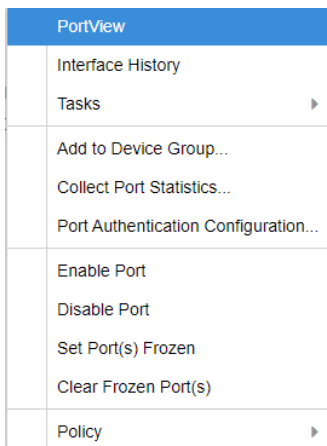 PortView
Interface History
Tasks
Add to Device Group...
Collect Port Statistics...
Port Authentication Configuration...
Enable Port
Disable Port
Set Port(s) Frozen
Clear Frozen Port(s)
Policy